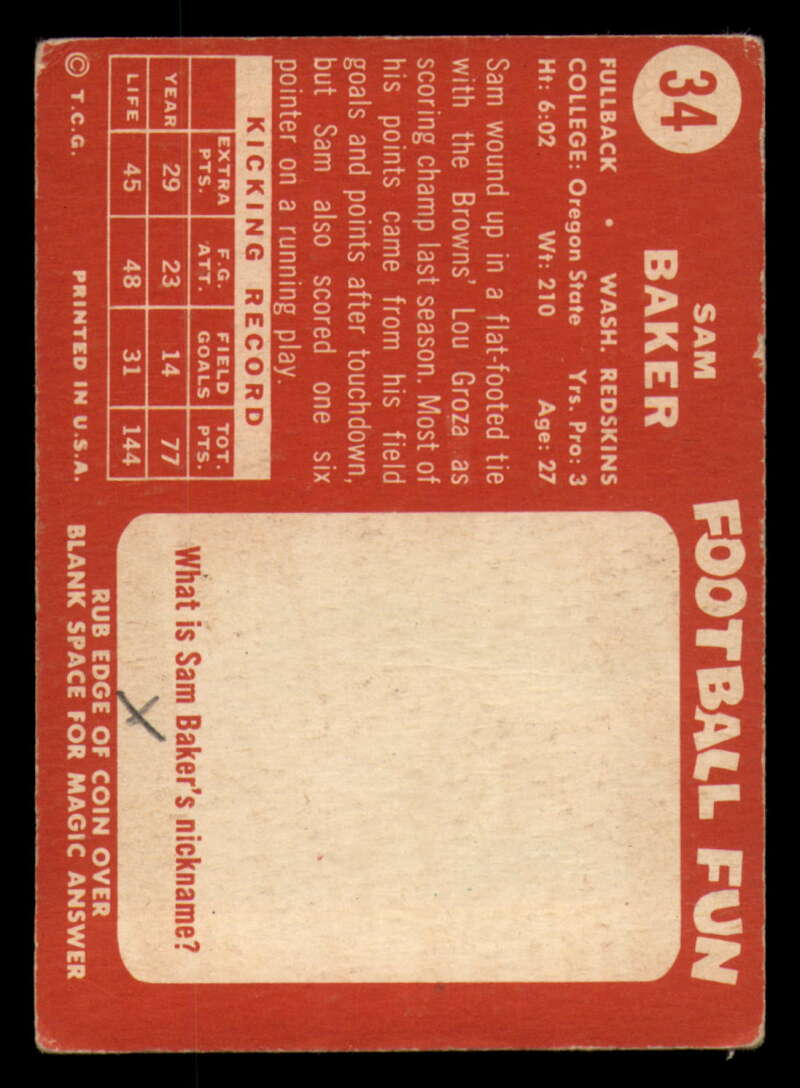 34
SAM
BAKER
FULLBACK • WASH. REDSKINS
COLLEGE: Oregon State Yrs. Pro: 3
Ht: 6:02 Wt: 210 Age: 27
Sam wound up in a flat-footed tie
with the Browns' Lou Groza as
scoring champ last season. Most of
his points came from his field
goals and points after touchdown,
but Sam also scored one six
pointer on a running play.
KICKING RECORD
EXTRA PTS. F.G. ATT. FIELD GOALS TOT. PTS.
YEAR 29 23 14 77
LIFE 45 48 31 144
© T.C.G. PRINTED IN U.S.A.
FOOTBALL FUN
What is Sam Baker's nickname?
X
RUB EDGE OF COIN OVER
BLANK SPACE FOR MAGIC ANSWER